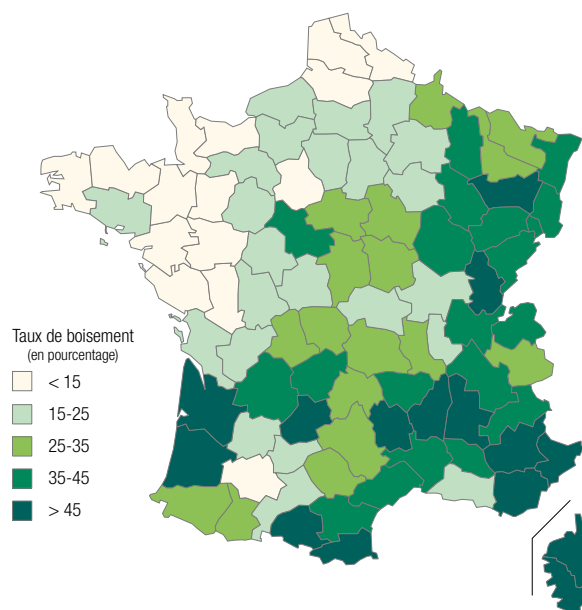 Taux de boisement
(en pourcentage)
< 15
15-25
25-35
35-45
> 45